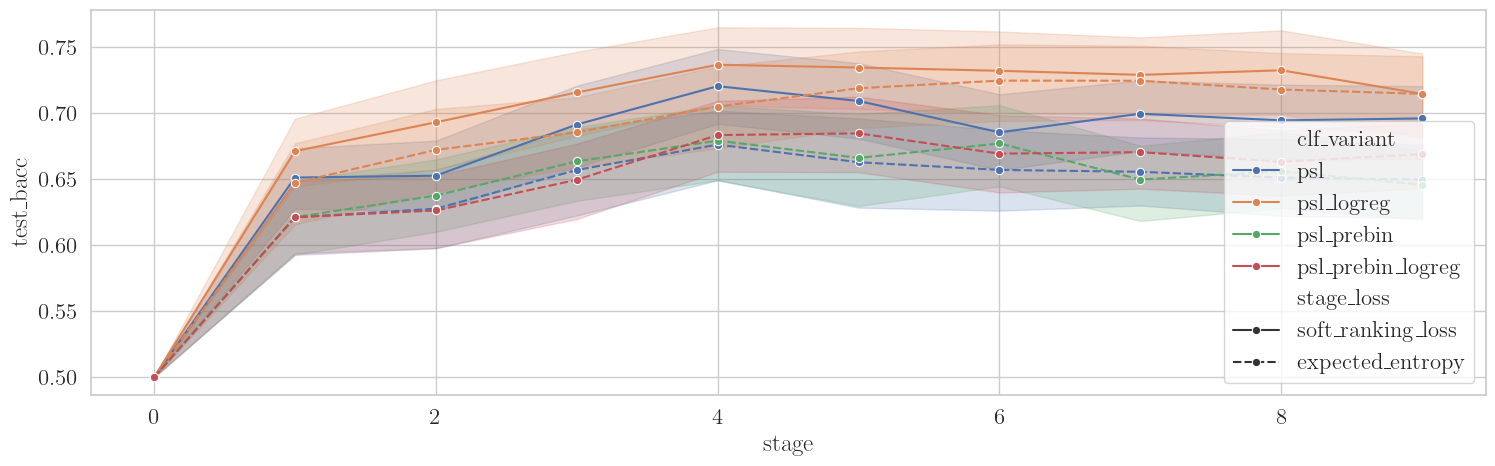 0.75
0.70
0.65
0.60
0.55
0.50
test_bacc
0 2 4 6 8
stage
clf_variant
psl
psl_logreg
psl_prebin
psl_prebin_logreg
stage_loss
soft_ranking_loss
expected_entropy